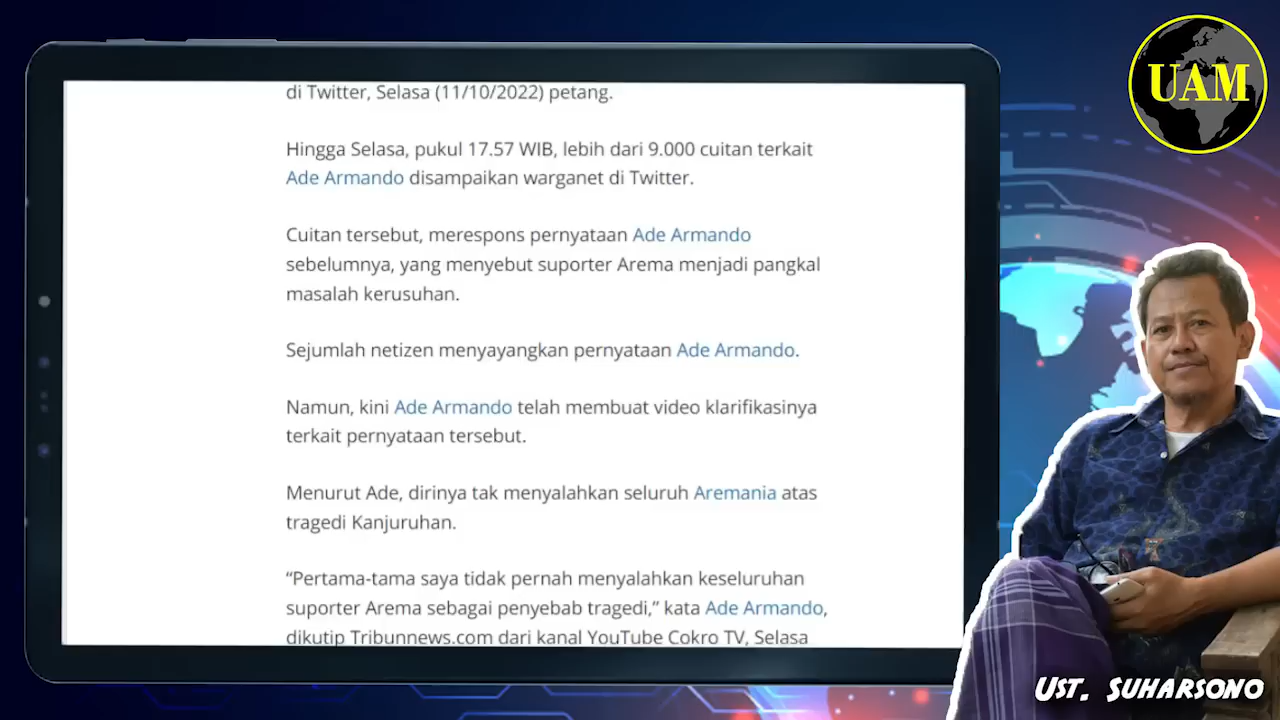 di Twitter, Selasa (11/10/2022) petang.
Hingga Selasa, pukul 17.57 WIB, lebih dari 9.000 cuitan terkait
Ade Armando disampaikan warganet di Twitter.
Cuitan tersebut, merespons pernyataan Ade Armando
sebelumnya, yang menyebut suporter Arema menjadi pangkal
masalah kerusuhan.
Sejumlah netizen menyayangkan pernyataan Ade Armando.
Namun, kini Ade Armando telah membuat video klarifikasinya
terkait pernyataan tersebut.
Menurut Ade, dirinya tak menyalahkan seluruh Aremania atas
tragedi Kanjuruhan.
“Pertama-tama saya tidak pernah menyalahkan keseluruhan
suporter Arema sebagai penyebab tragedi,” kata Ade Armando,
dikutip Tribunnews.com dari kanal YouTube Cokro TV, Selasa
UAM
Ust. Suharsono